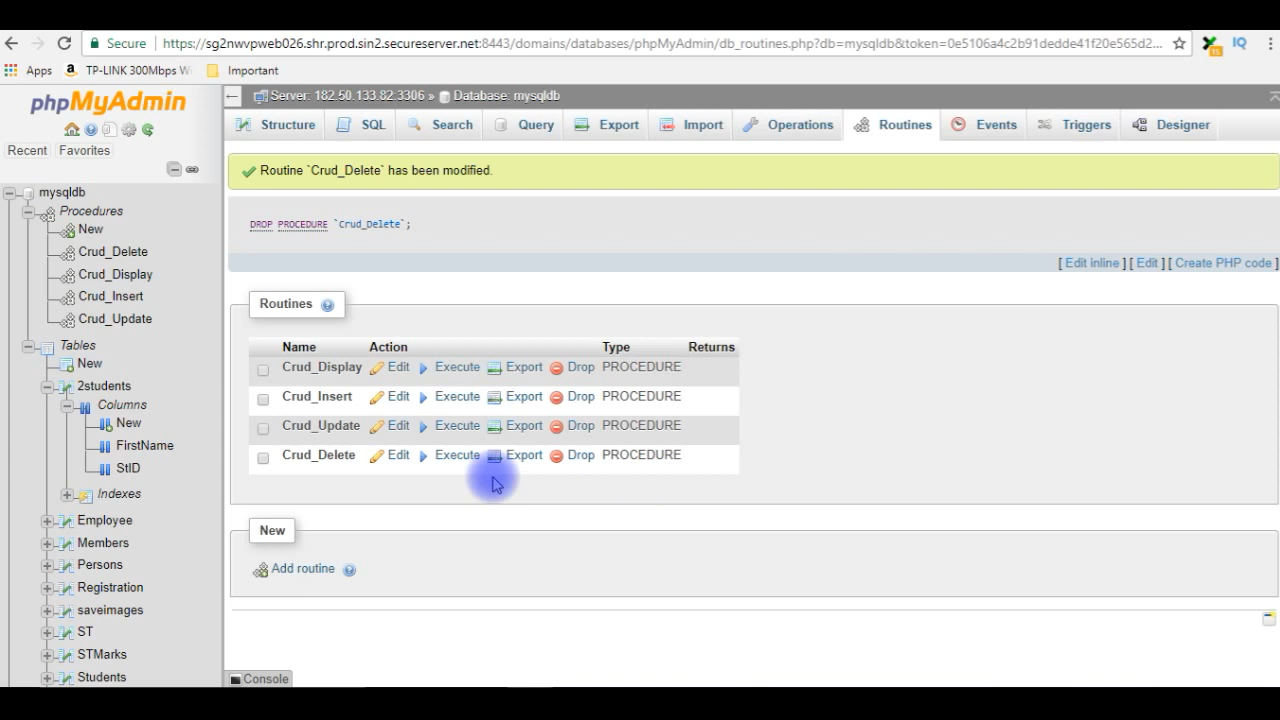 Secure https://sg2nwvpweb026.shr.prod.sin2.secureserver.net:8443/domains/databases/phpMyAdmin/db_routines.php?db=mysqldb&token=0e5106a4c2b91dedde41f20e565d2...
IQ
15
Apps
a TP-LINK 300Mbps W
Important
phpMyAdmin
Recent Favorites
mysqldb
Procedures
New
Crud_Delete
Crud_Display
Crud_Insert
Crud_Update
Tables
New
2students
Columns
New
FirstName
StID
Indexes
Employee
Members
Persons
Registration
saveimages
ST
STMarks
Students
Server: 182.50.133.82:3306 » Database: mysqldb
Structure SQL Search Query Export Import Operations Routines Events Triggers Designer
Routine `Crud_Delete` has been modified.
DROP PROCEDURE `Crud_Delete`;
[ Edit inline ] [ Edit ] [ Create PHP code ]
Routines
Name Action Type Returns
Crud_Display Edit Execute Export Drop PROCEDURE
Crud_Insert Edit Execute Export Drop PROCEDURE
Crud_Update Edit Execute Export Drop PROCEDURE
Crud_Delete Edit Execute Export Drop PROCEDURE
New
Add routine
Console